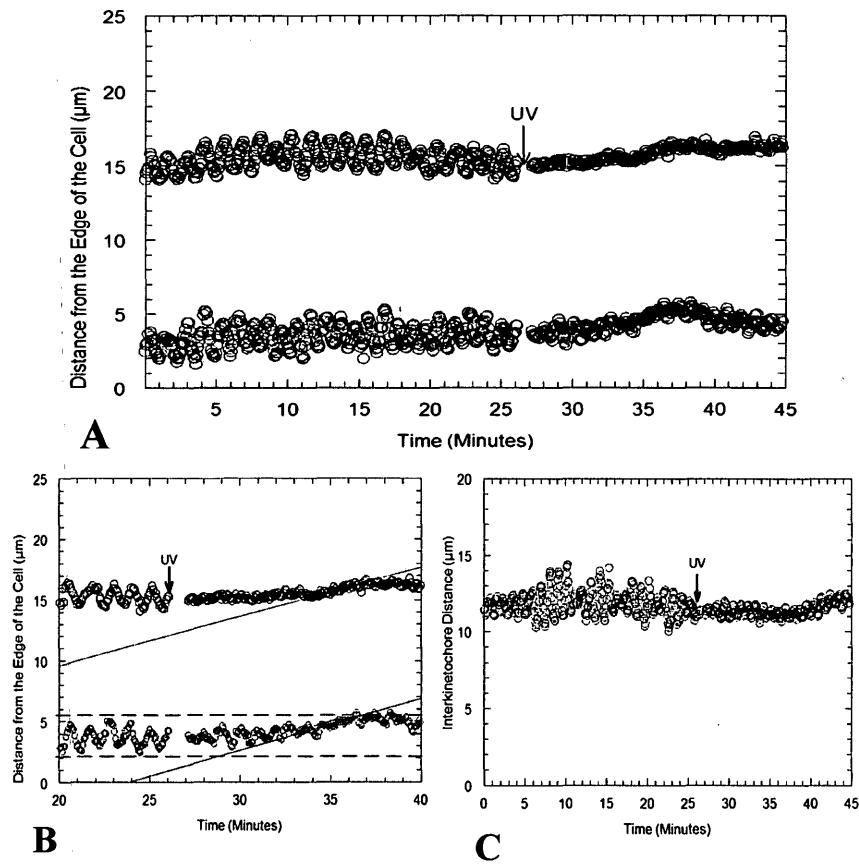 25
20
15
10
5
0
Distance from the Edge of the Cell (µm)
UV
5 10 15 20 25 30 35 40 45
Time (Minutes)
A
25
20
15
10
5
0
Distance from the Edge of the Cell (µm)
UV
20 25 30 35 40
Time (Minutes)
B
20
15
10
5
0
Interkinetochore Distance (µm)
UV
0 5 10 15 20 25 30 35 40 45
Time (Minutes)
C